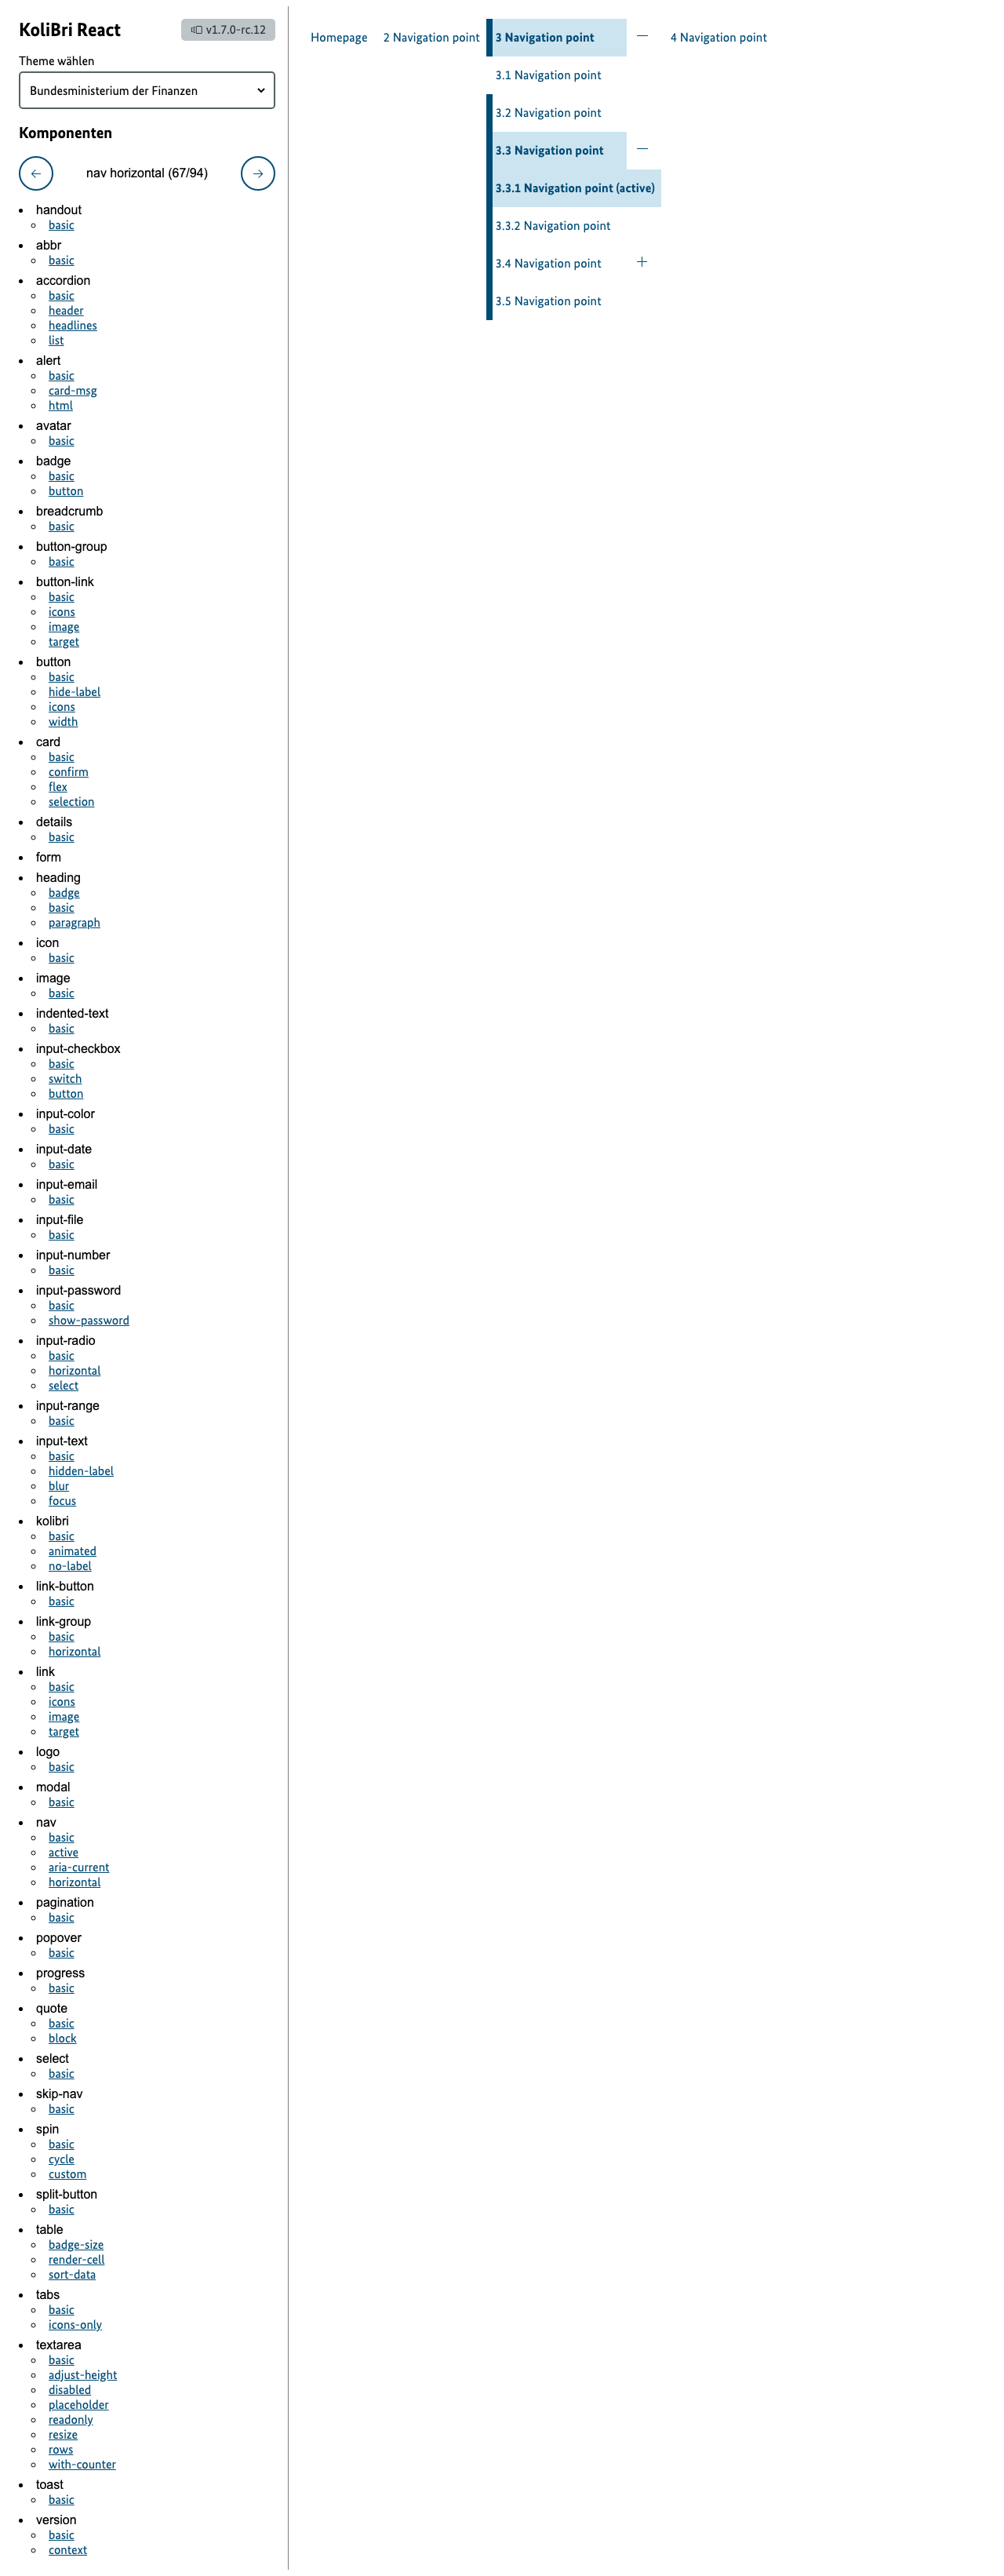 KoliBri React
v1.7.0-rc.12
Theme wählen
Bundesministerium der Finanzen
Komponenten
nav horizontal (67/94)
handout
basic
abbr
basic
accordion
basic
header
headlines
list
alert
basic
card-msg
html
avatar
basic
badge
basic
button
breadcrumb
basic
button-group
basic
button-link
basic
icons
image
target
button
basic
hide-label
icons
width
card
basic
confirm
flex
selection
details
basic
form
heading
badge
basic
paragraph
icon
basic
image
basic
indented-text
basic
input-checkbox
basic
switch
button
input-color
basic
input-date
basic
input-email
basic
input-file
basic
input-number
basic
input-password
basic
show-password
input-radio
basic
horizontal
select
input-range
basic
input-text
basic
hidden-label
blur
focus
kolibri
basic
animated
no-label
link-button
basic
link-group
basic
horizontal
link
basic
icons
image
target
logo
basic
modal
basic
nav
basic
active
aria-current
horizontal
pagination
basic
popover
basic
progress
basic
quote
basic
block
select
basic
skip-nav
basic
spin
basic
cycle
custom
split-button
basic
table
badge-size
render-cell
sort-data
tabs
basic
icons-only
textarea
basic
adjust-height
disabled
placeholder
readonly
resize
rows
with-counter
toast
basic
version
basic
context
Homepage 2 Navigation point 3 Navigation point 4 Navigation point
3.1 Navigation point
3.2 Navigation point
3.3 Navigation point
3.3.1 Navigation point (active)
3.3.2 Navigation point
3.4 Navigation point
3.5 Navigation point